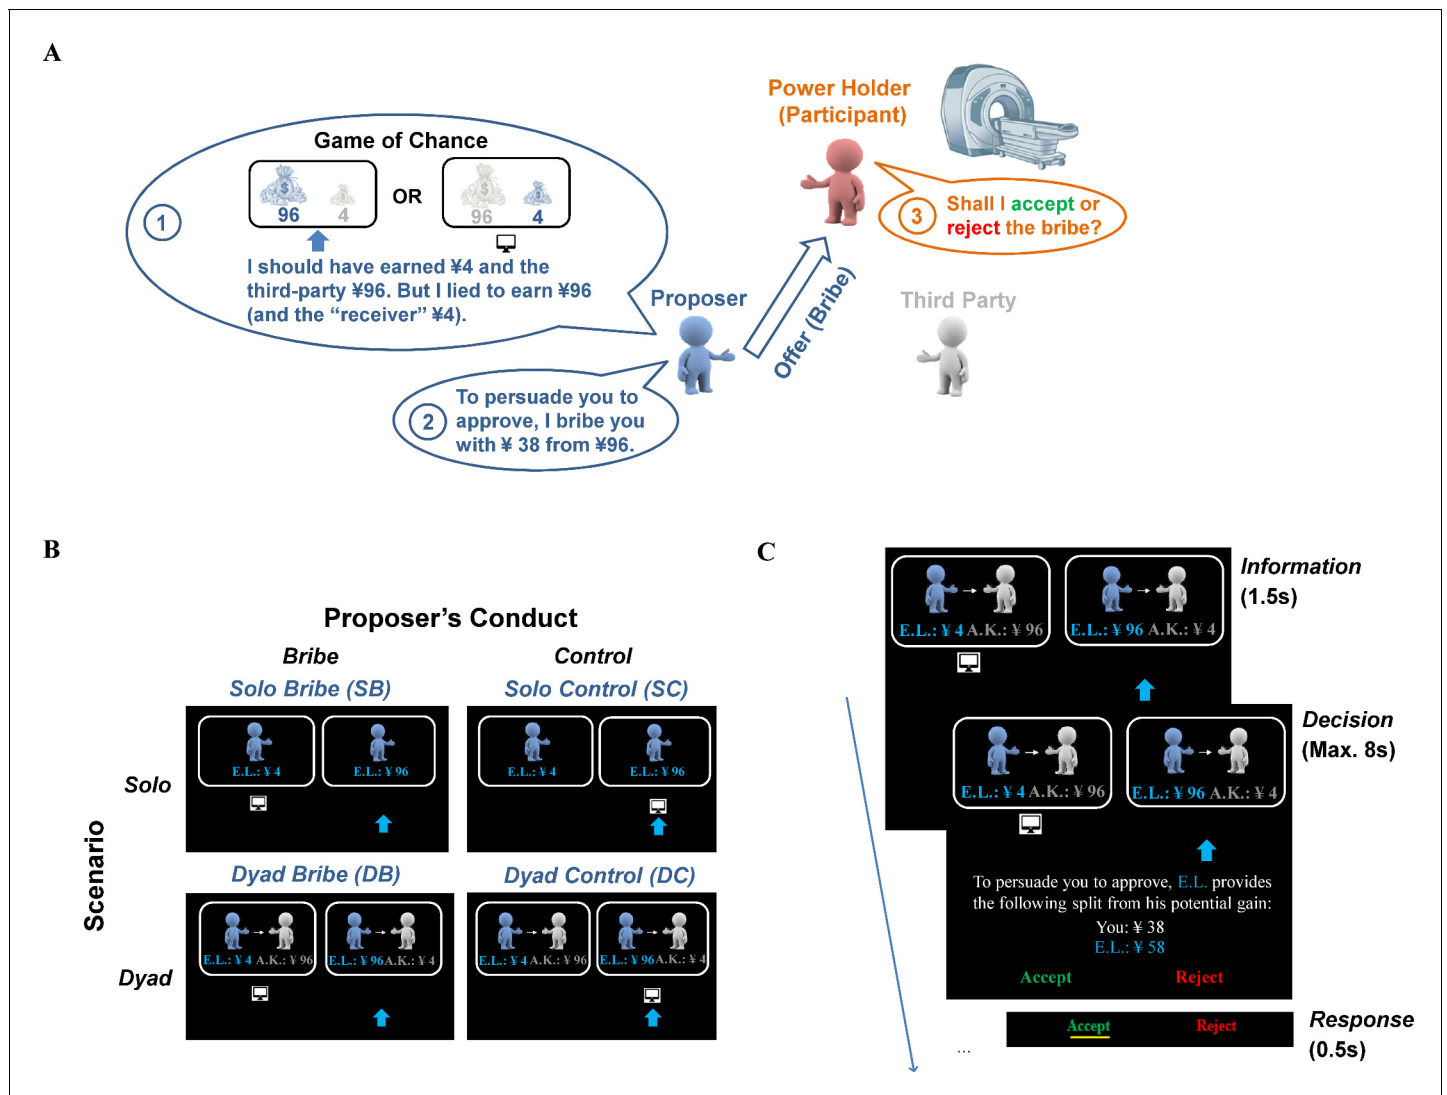 A
Power Holder
(Participant)
Game of Chance
$
$
OR
$
$
96
4
96
4
1
I should have earned ¥4 and the
third-party ¥96. But I lied to earn ¥96
(and the “receiver” ¥4).
3
Shall I accept or
reject the bribe?
Proposer
Offer (Bribe)
Third Party
2
To persuade you to
approve, I bribe you
with ¥ 38 from ¥96.
B
Proposer’s Conduct
Bribe
Control
Solo Bribe (SB)
Solo Control (SC)
Scenario
Solo
E.L.: ¥ 4
E.L.: ¥ 96
E.L.: ¥ 4
E.L.: ¥ 96
Dyad Bribe (DB)
Dyad Control (DC)
Dyad
E.L.: ¥ 4 A.K.: ¥ 96
E.L.: ¥ 96 A.K.: ¥ 4
E.L.: ¥ 4 A.K.: ¥ 96
E.L.: ¥ 96 A.K.: ¥ 4
C
Information
(1.5s)
E.L.: ¥ 4 A.K.: ¥ 96
E.L.: ¥ 96 A.K.: ¥ 4
Decision
(Max. 8s)
E.L.: ¥ 4 A.K.: ¥ 96
E.L.: ¥ 96 A.K.: ¥ 4
To persuade you to approve, E.L. provides
the following split from his potential gain:
You: ¥ 38
E.L.: ¥ 58
Accept
Reject
Response
(0.5s)
Accept
Reject
...